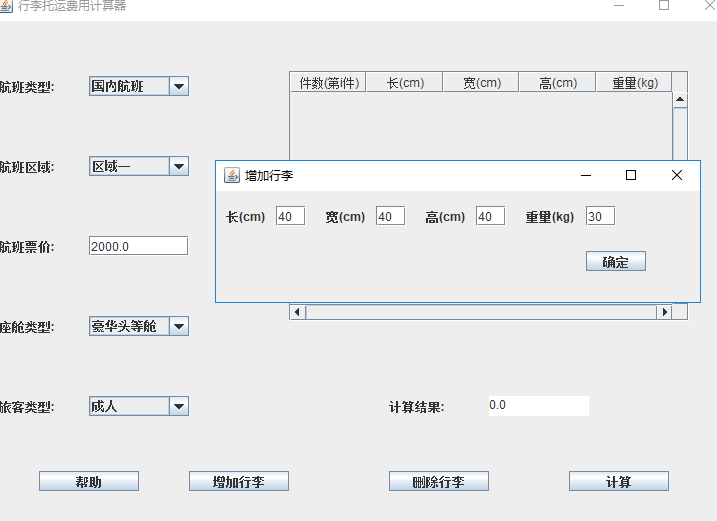 行李托运费用计算器
航班类型: 国内航班
件数(第i件) 长(cm) 宽(cm) 高(cm) 重量(kg)
航班区域: 区域一
增加行李
长(cm) 40 宽(cm) 40 高(cm) 40 重量(kg) 30
航班票价: 2000.0
确定
座舱类型: 豪华头等舱
旅客类型: 成人
计算结果: 0.0
帮助 增加行李 删除行李 计算